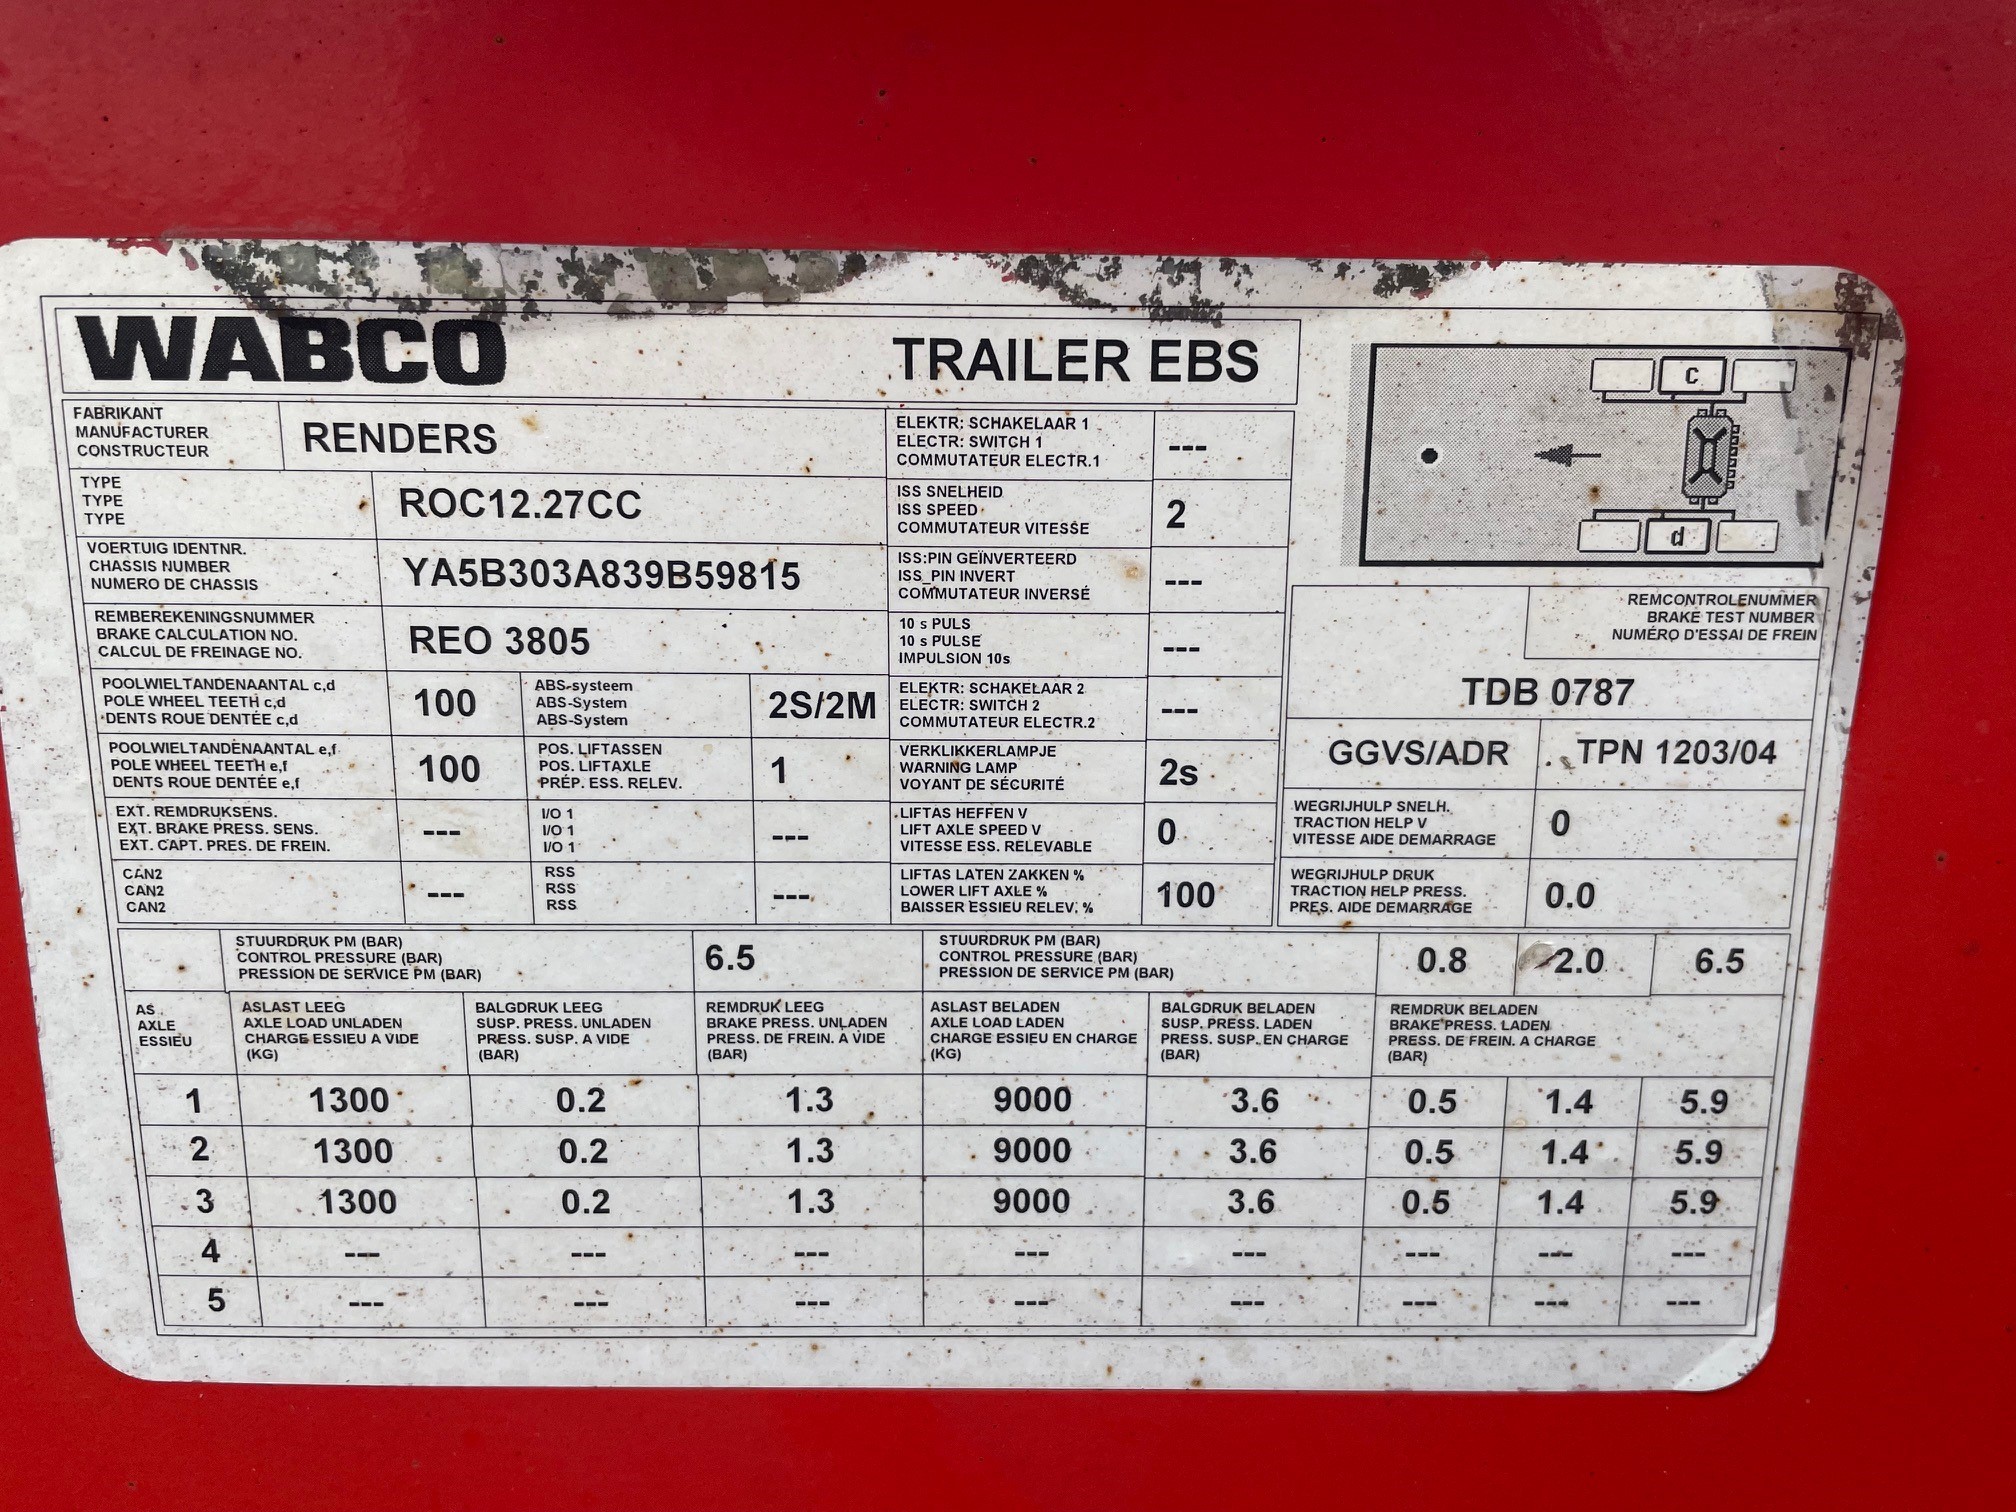 WABCO
TRAILER EBS
FABRIKANT
MANUFACTURER
CONSTRUCTEUR
RENDERS
TYPE
TYPE
TYPE
ROC12.27CC
VOERTUIG IDENTNR.
CHASSIS NUMBER
NUMERO DE CHASSIS
YA5B303A839B59815
REMBEREKENINGSNUMMER
BRAKE CALCULATION NO.
CALCUL DE FREINAGE NO.
REO 3805
POOLWIELTANDENAANTAL c,d
POLE WHEEL TEETH c,d
DENTS ROUE DENTÉE c,d
100
ABS-systeem
ABS-System
ABS-System
2S/2M
POOLWIELTANDENAANTAL e,f
POLE WHEEL TEETH e,f
DENTS ROUE DENTÉE e,f
100
POS. LIFTASSEN
POS. LIFTAXLE
PRÉP. ESS. RELEV.
1
EXT. REMDRUKSENS.
EXT. BRAKE PRESS. SENS.
EXT. CAPT. PRES. DE FREIN.
---
I/O 1
I/O 1
I/O 1
---
CAN2
CAN2
CAN2
---
RSS
RSS
RSS
---
ELEKTR: SCHAKELAAR 1
ELECTR: SWITCH 1
COMMUTATEUR ELECTR.1
---
ISS SNELHEID
ISS SPEED
COMMUTATEUR VITESSE
2
ISS:PIN GEÏNVERTEERD
ISS_PIN INVERT
COMMUTATEUR INVERSÉ
---
10 s PULS
10 s PULSE
IMPULSION 10s
---
ELEKTR: SCHAKELAAR 2
ELECTR: SWITCH 2
COMMUTATEUR ELECTR.2
---
VERKLIKKERLAMPJE
WARNING LAMP
VOYANT DE SÉCURITÉ
2s
LIFTAS HEFFEN V
LIFT AXLE SPEED V
VITESSE ESS. RELEVABLE
0
LIFTAS LATEN ZAKKEN %
LOWER LIFT AXLE %
BAISSER ESSIEU RELEV. %
100
c
d
REMCONTROLENUMMER
BRAKE TEST NUMBER
NUMÉRO D'ESSAI DE FREIN
TDB 0787
GGVS/ADR
TPN 1203/04
WEGRIJHULP SNELH.
TRACTION HELP V
VITESSE AIDE DEMARRAGE
0
WEGRIJHULP DRUK
TRACTION HELP PRESS.
PRES. AIDE DEMARRAGE
0.0
STUURDRUK PM (BAR)
CONTROL PRESSURE (BAR)
PRESSION DE SERVICE PM (BAR)
6.5
STUURDRUK PM (BAR)
CONTROL PRESSURE (BAR)
PRESSION DE SERVICE PM (BAR)
0.8 2.0 6.5
AS
AXLE
ESSIEU
ASLAST LEEG
AXLE LOAD UNLADEN
CHARGE ESSIEU A VIDE
(KG)
BALGDRUK LEEG
SUSP. PRESS. UNLADEN
PRESS. SUSP. A VIDE
(BAR)
REMDRUK LEEG
BRAKE PRESS. UNLADEN
PRESS. DE FREIN. A VIDE
(BAR)
ASLAST BELADEN
AXLE LOAD LADEN
CHARGE ESSIEU EN CHARGE
(KG)
BALGDRUK BELADEN
SUSP. PRESS. LADEN
PRESS. SUSP. EN CHARGE
(BAR)
REMDRUK BELADEN
BRAKE PRESS. LADEN
PRESS. DE FREIN. A CHARGE
(BAR)
1 1300 0.2 1.3 9000 3.6 0.5 1.4 5.9
2 1300 0.2 1.3 9000 3.6 0.5 1.4 5.9
3 1300 0.2 1.3 9000 3.6 0.5 1.4 5.9
4 --- --- --- --- --- --- --- ---
5 --- --- --- --- --- --- --- ---